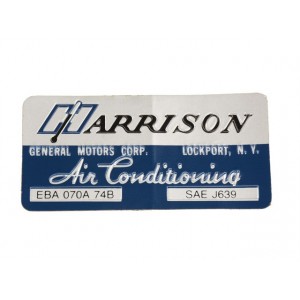 HARRISON
GENERAL MOTORS CORP. LOCKPORT, N. Y.
Air Conditioning
EBA 070A 74B SAE J639